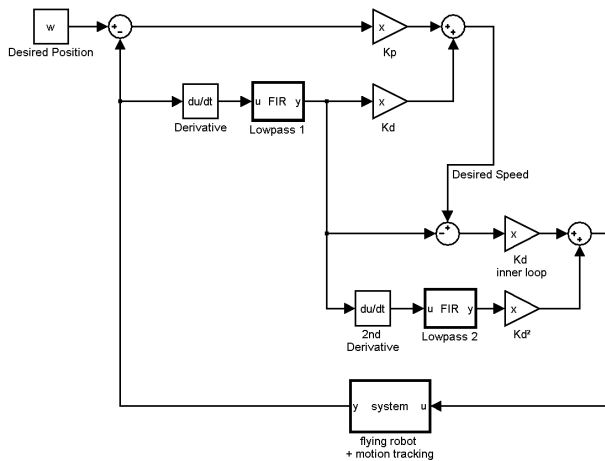 w
Desired Position
+
−
x
Kp
+
+
du/dt
Derivative
u FIR y
Lowpass 1
x
Kd
Desired Speed
+
−
x
Kd
inner loop
+
+
du/dt
2nd
Derivative
u FIR y
Lowpass 2
x
Kd²
y system u
flying robot
+ motion tracking